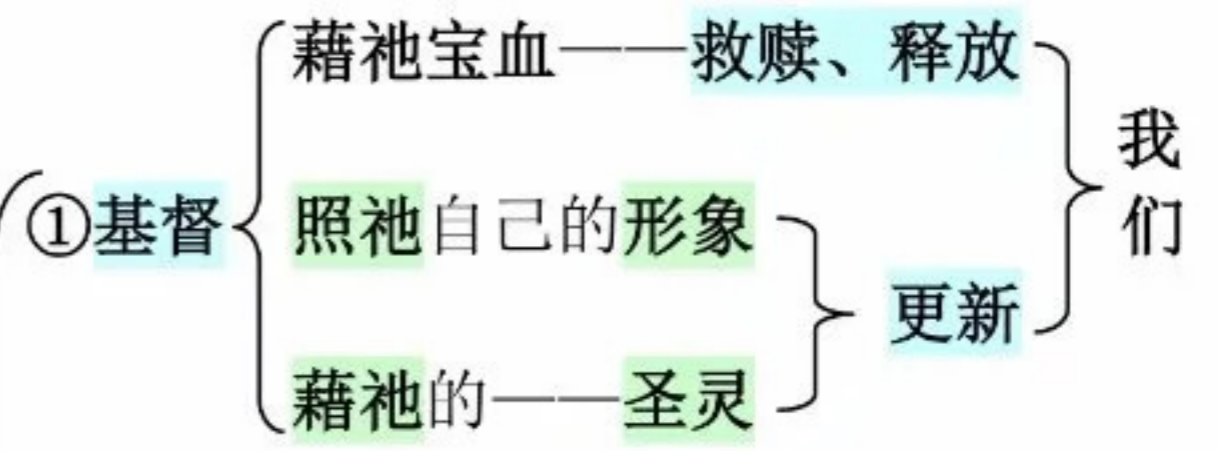 藉祂宝血——救赎、释放
我们
①基督
照祂自己的形象
更新
藉祂的——圣灵